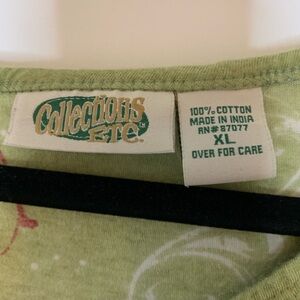 Collections
ETC.
100% COTTON
MADE IN INDIA
RN# 87077
XL
OVER FOR CARE